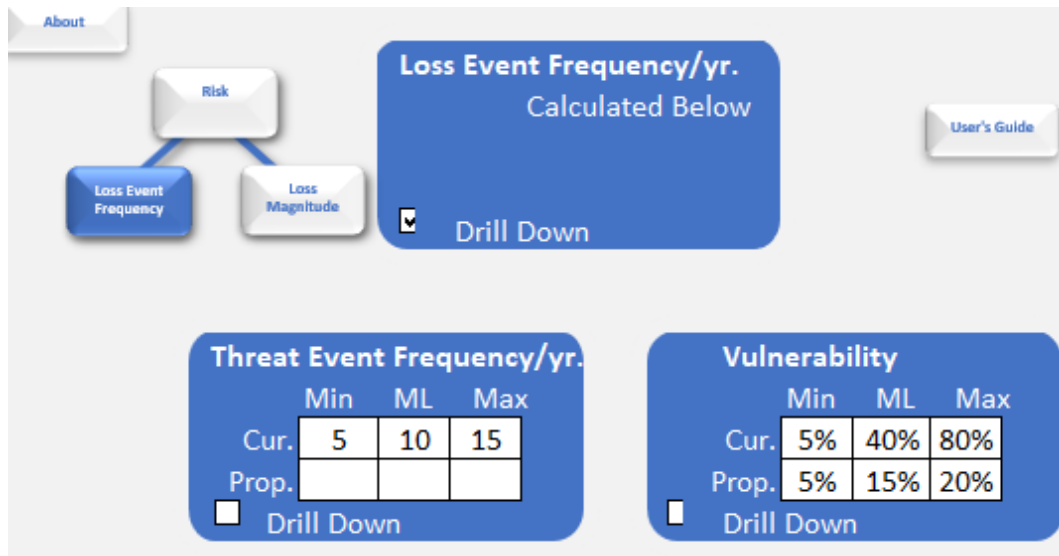 About
Risk
Loss Event
Frequency
Loss
Magnitude
Loss Event Frequency/yr.
Calculated Below
Drill Down
User's Guide
Threat Event Frequency/yr.
Min ML Max
Cur. 5 10 15
Prop.
Drill Down
Vulnerability
Min ML Max
Cur. 5% 40% 80%
Prop. 5% 15% 20%
Drill Down